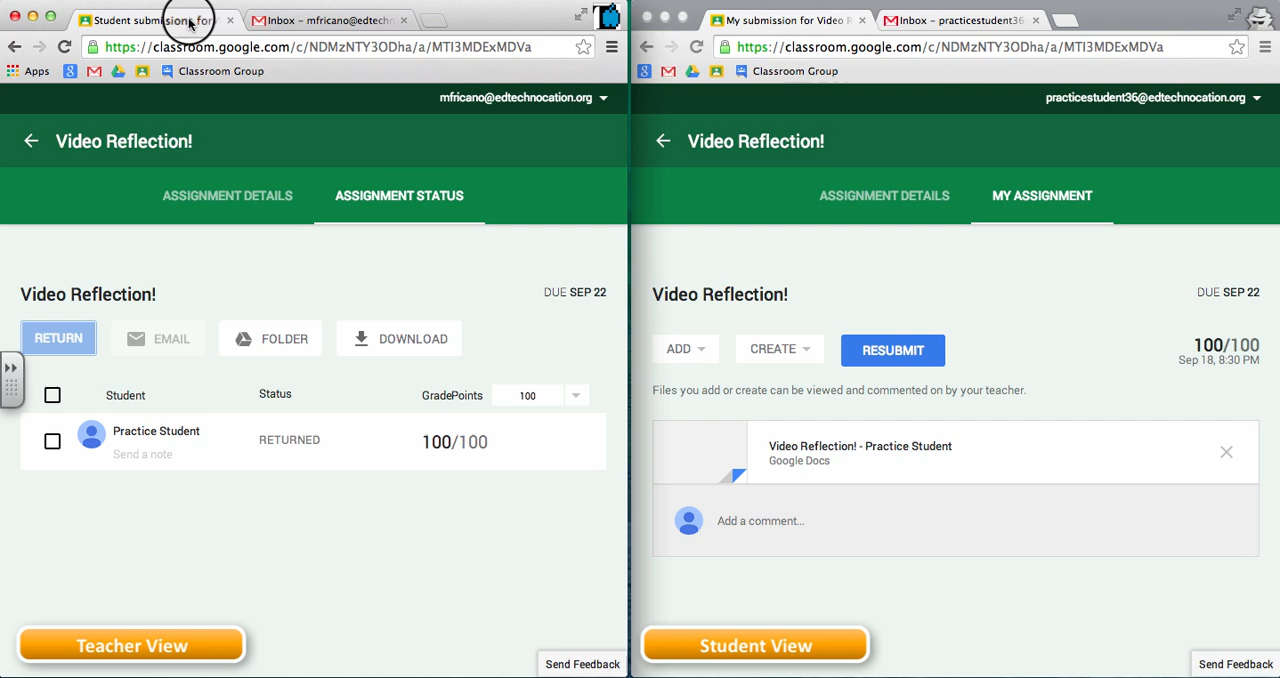 Student submissions for
Inbox – mfricano@edtechn
https://classroom.google.com/c/NDMzNTY3ODha/a/MTI3MDExMDVa
Apps
Classroom Group
mfricano@edtechnocation.org
Video Reflection!
ASSIGNMENT DETAILS
ASSIGNMENT STATUS
Video Reflection!
DUE SEP 22
RETURN
EMAIL
FOLDER
DOWNLOAD
Student
Status
GradePoints
100
Practice Student
RETURNED
100/100
Send a note
Teacher View
Send Feedback
My submission for Video R
Inbox – practicestudent36
https://classroom.google.com/c/NDMzNTY3ODha/a/MTI3MDExMDVa
Classroom Group
practicestudent36@edtechnocation.org
Video Reflection!
ASSIGNMENT DETAILS
MY ASSIGNMENT
Video Reflection!
DUE SEP 22
ADD
CREATE
RESUBMIT
100/100
Sep 18, 8:30 PM
Files you add or create can be viewed and commented on by your teacher.
Video Reflection! - Practice Student
Google Docs
Add a comment...
Student View
Send Feedback